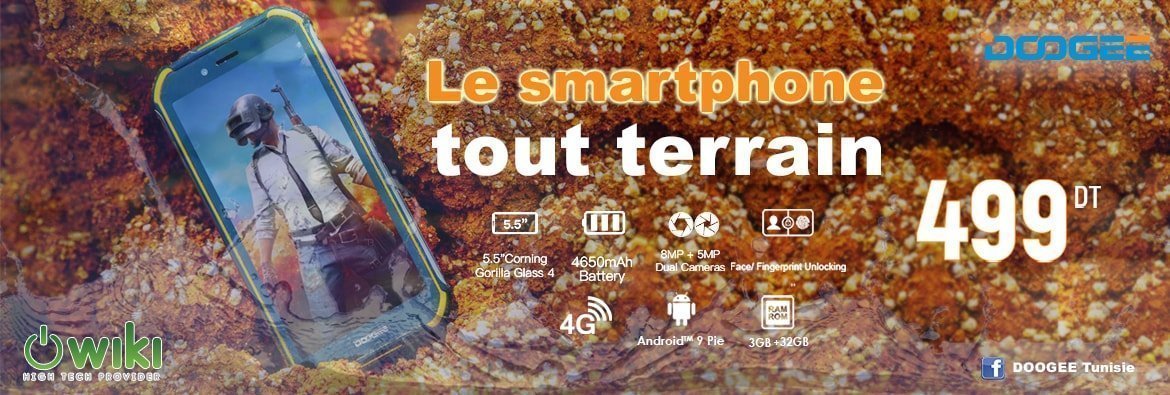 DOOGEE
Le smartphone
tout terrain
499 DT
5.5"
5.5"Corning
Gorilla Glass 4
4650mAh
Battery
8MP + 5MP
Dual Cameras
Face/ Fingerprint Unlocking
4G
Android™ 9 Pie
RAM
ROM
3GB+32GB
DOOGEE
wiki
HIGH TECH PROVIDER
f DOOGEE Tunisie